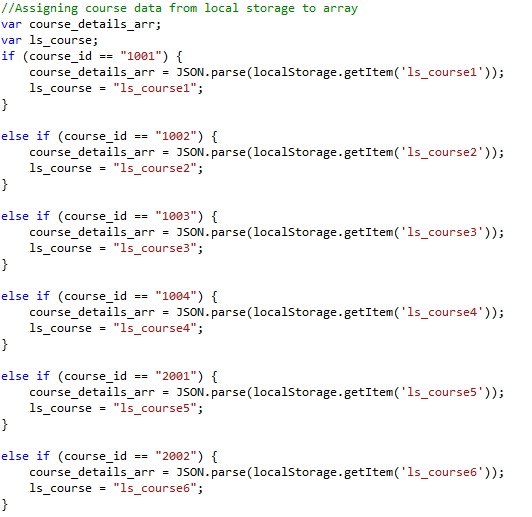 //Assigning course data from local storage to array
var course_details_arr;
var ls_course;
if (course_id == "1001") {
    course_details_arr = JSON.parse(localStorage.getItem('ls_course1'));
    ls_course = "ls_course1";
}

else if (course_id == "1002") {
    course_details_arr = JSON.parse(localStorage.getItem('ls_course2'));
    ls_course = "ls_course2";
}

else if (course_id == "1003") {
    course_details_arr = JSON.parse(localStorage.getItem('ls_course3'));
    ls_course = "ls_course3";
}

else if (course_id == "1004") {
    course_details_arr = JSON.parse(localStorage.getItem('ls_course4'));
    ls_course = "ls_course4";
}

else if (course_id == "2001") {
    course_details_arr = JSON.parse(localStorage.getItem('ls_course5'));
    ls_course = "ls_course5";
}

else if (course_id == "2002") {
    course_details_arr = JSON.parse(localStorage.getItem('ls_course6'));
    ls_course = "ls_course6";
}